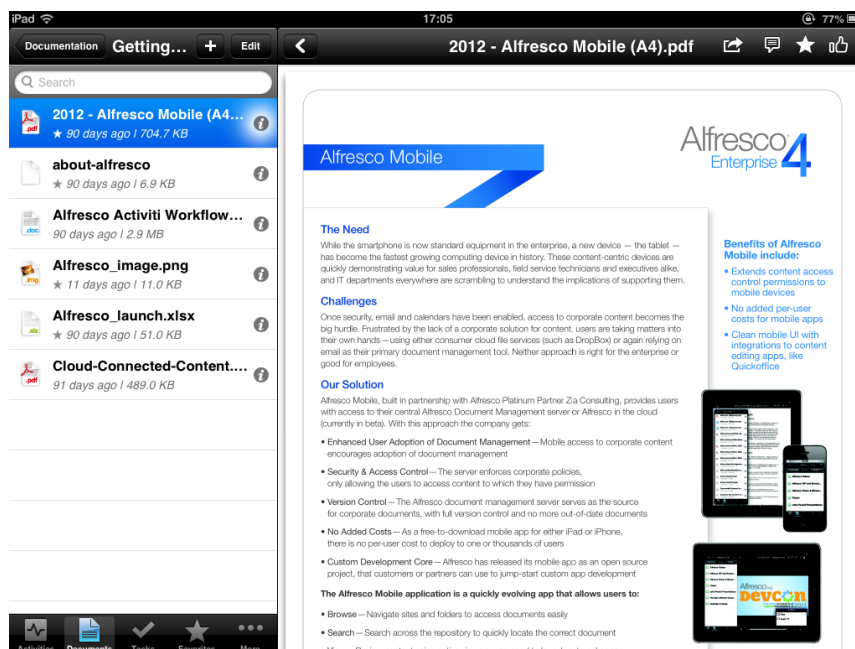 iPad 17:05 77%
Documentation Getting... + Edit
2012 - Alfresco Mobile (A4).pdf
Search
2012 - Alfresco Mobile (A4...
★ 90 days ago | 704.7 KB
about-alfresco
★ 90 days ago | 6.9 KB
Alfresco Activiti Workflow...
90 days ago | 2.9 MB
Alfresco_image.png
★ 11 days ago | 11.0 KB
Alfresco_launch.xlsx
★ 90 days ago | 51.0 KB
Cloud-Connected-Content....
91 days ago | 489.0 KB
.pdf
.doc
.img
.xls
.pdf
Activities Documents Tasks Favorites More
Alfresco Mobile
Alfresco
Enterprise 4
The Need
While the smartphone is now standard equipment in the enterprise, a new device — the tablet —
has become the fastest growing computing device in history. These content-centric devices are
quickly demonstrating value for sales professionals, field service technicians and executives alike,
and IT departments everywhere are scrambling to understand the implications of supporting them.
Challenges
Once security, email and calendars have been enabled, access to corporate content becomes the
big hurdle. Frustrated by the lack of a corporate solution for content. users are taking matters into
their own hands—using either consumer cloud file services (such as DropBox) or again relying on
email as their primary document management tool. Neither approach is right for the enterprise or
good for employees.
Our Solution
Alfresco Mobile, built in partnership with Alfresco Platinum Partner Zia Consulting, provides users
with access to their central Alfresco Document Management server or Alfresco in the cloud
(currently in beta). With this approach the company gets:
• Enhanced User Adoption of Document Management — Mobile access to corporate content
encourages adoption of document management
• Security & Access Control — The server enforces corporate policies,
only allowing the users to access content to which they have permission
• Version Control — The Alfresco document management server serves as the source
for corporate documents, with full version control and no more out-of-date documents
• No Added Costs — As a free-to-download mobile app for either iPad or iPhone,
there is no per-user cost to deploy to one or thousands of users
• Custom Development Core — Alfresco has released its mobile app as an open source
project, that customers or partners can use to jump-start custom app development
The Alfresco Mobile application is a quickly evolving app that allows users to:
• Browse — Navigate sites and folders to access documents easily
• Search — Search across the repository to quickly locate the correct document
Benefits of Alfresco
Mobile include:
• Extends content access
control permissions to
mobile devices
• No added per-user
costs for mobile apps
• Clean mobile UI with
integrations to content
editing apps, like
Quickoffice
DEVCON